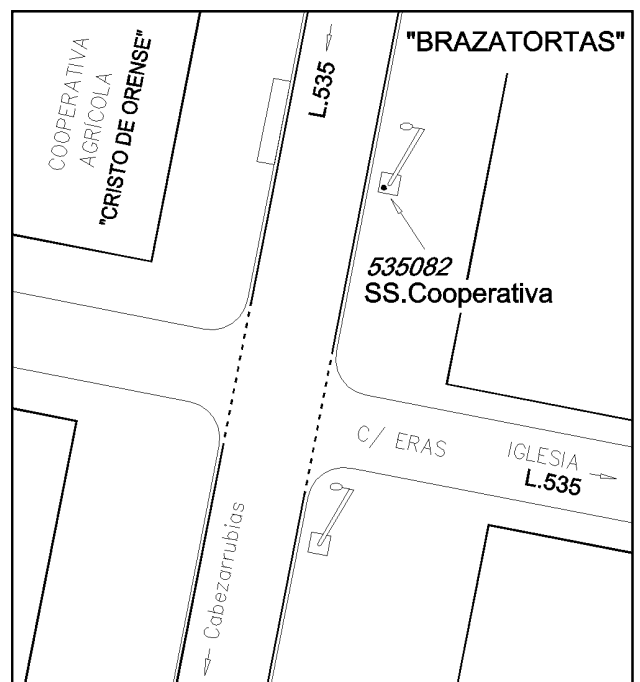 "BRAZATORTAS"
COOPERATIVA
AGRÍCOLA
"CRISTO DE ORENSE"
L.535
535082
SS.Cooperativa
C/ ERAS
IGLESIA
L.535
Cabezarrubias